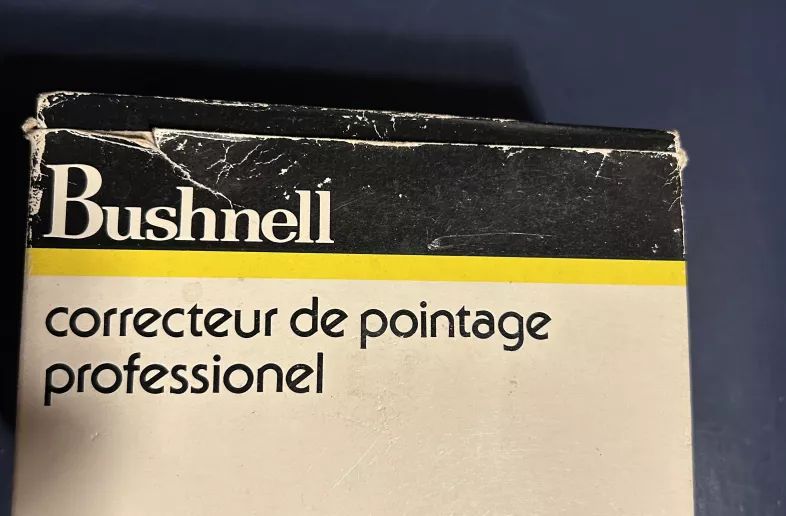 Bushnell
correcteur de pointage
professionel